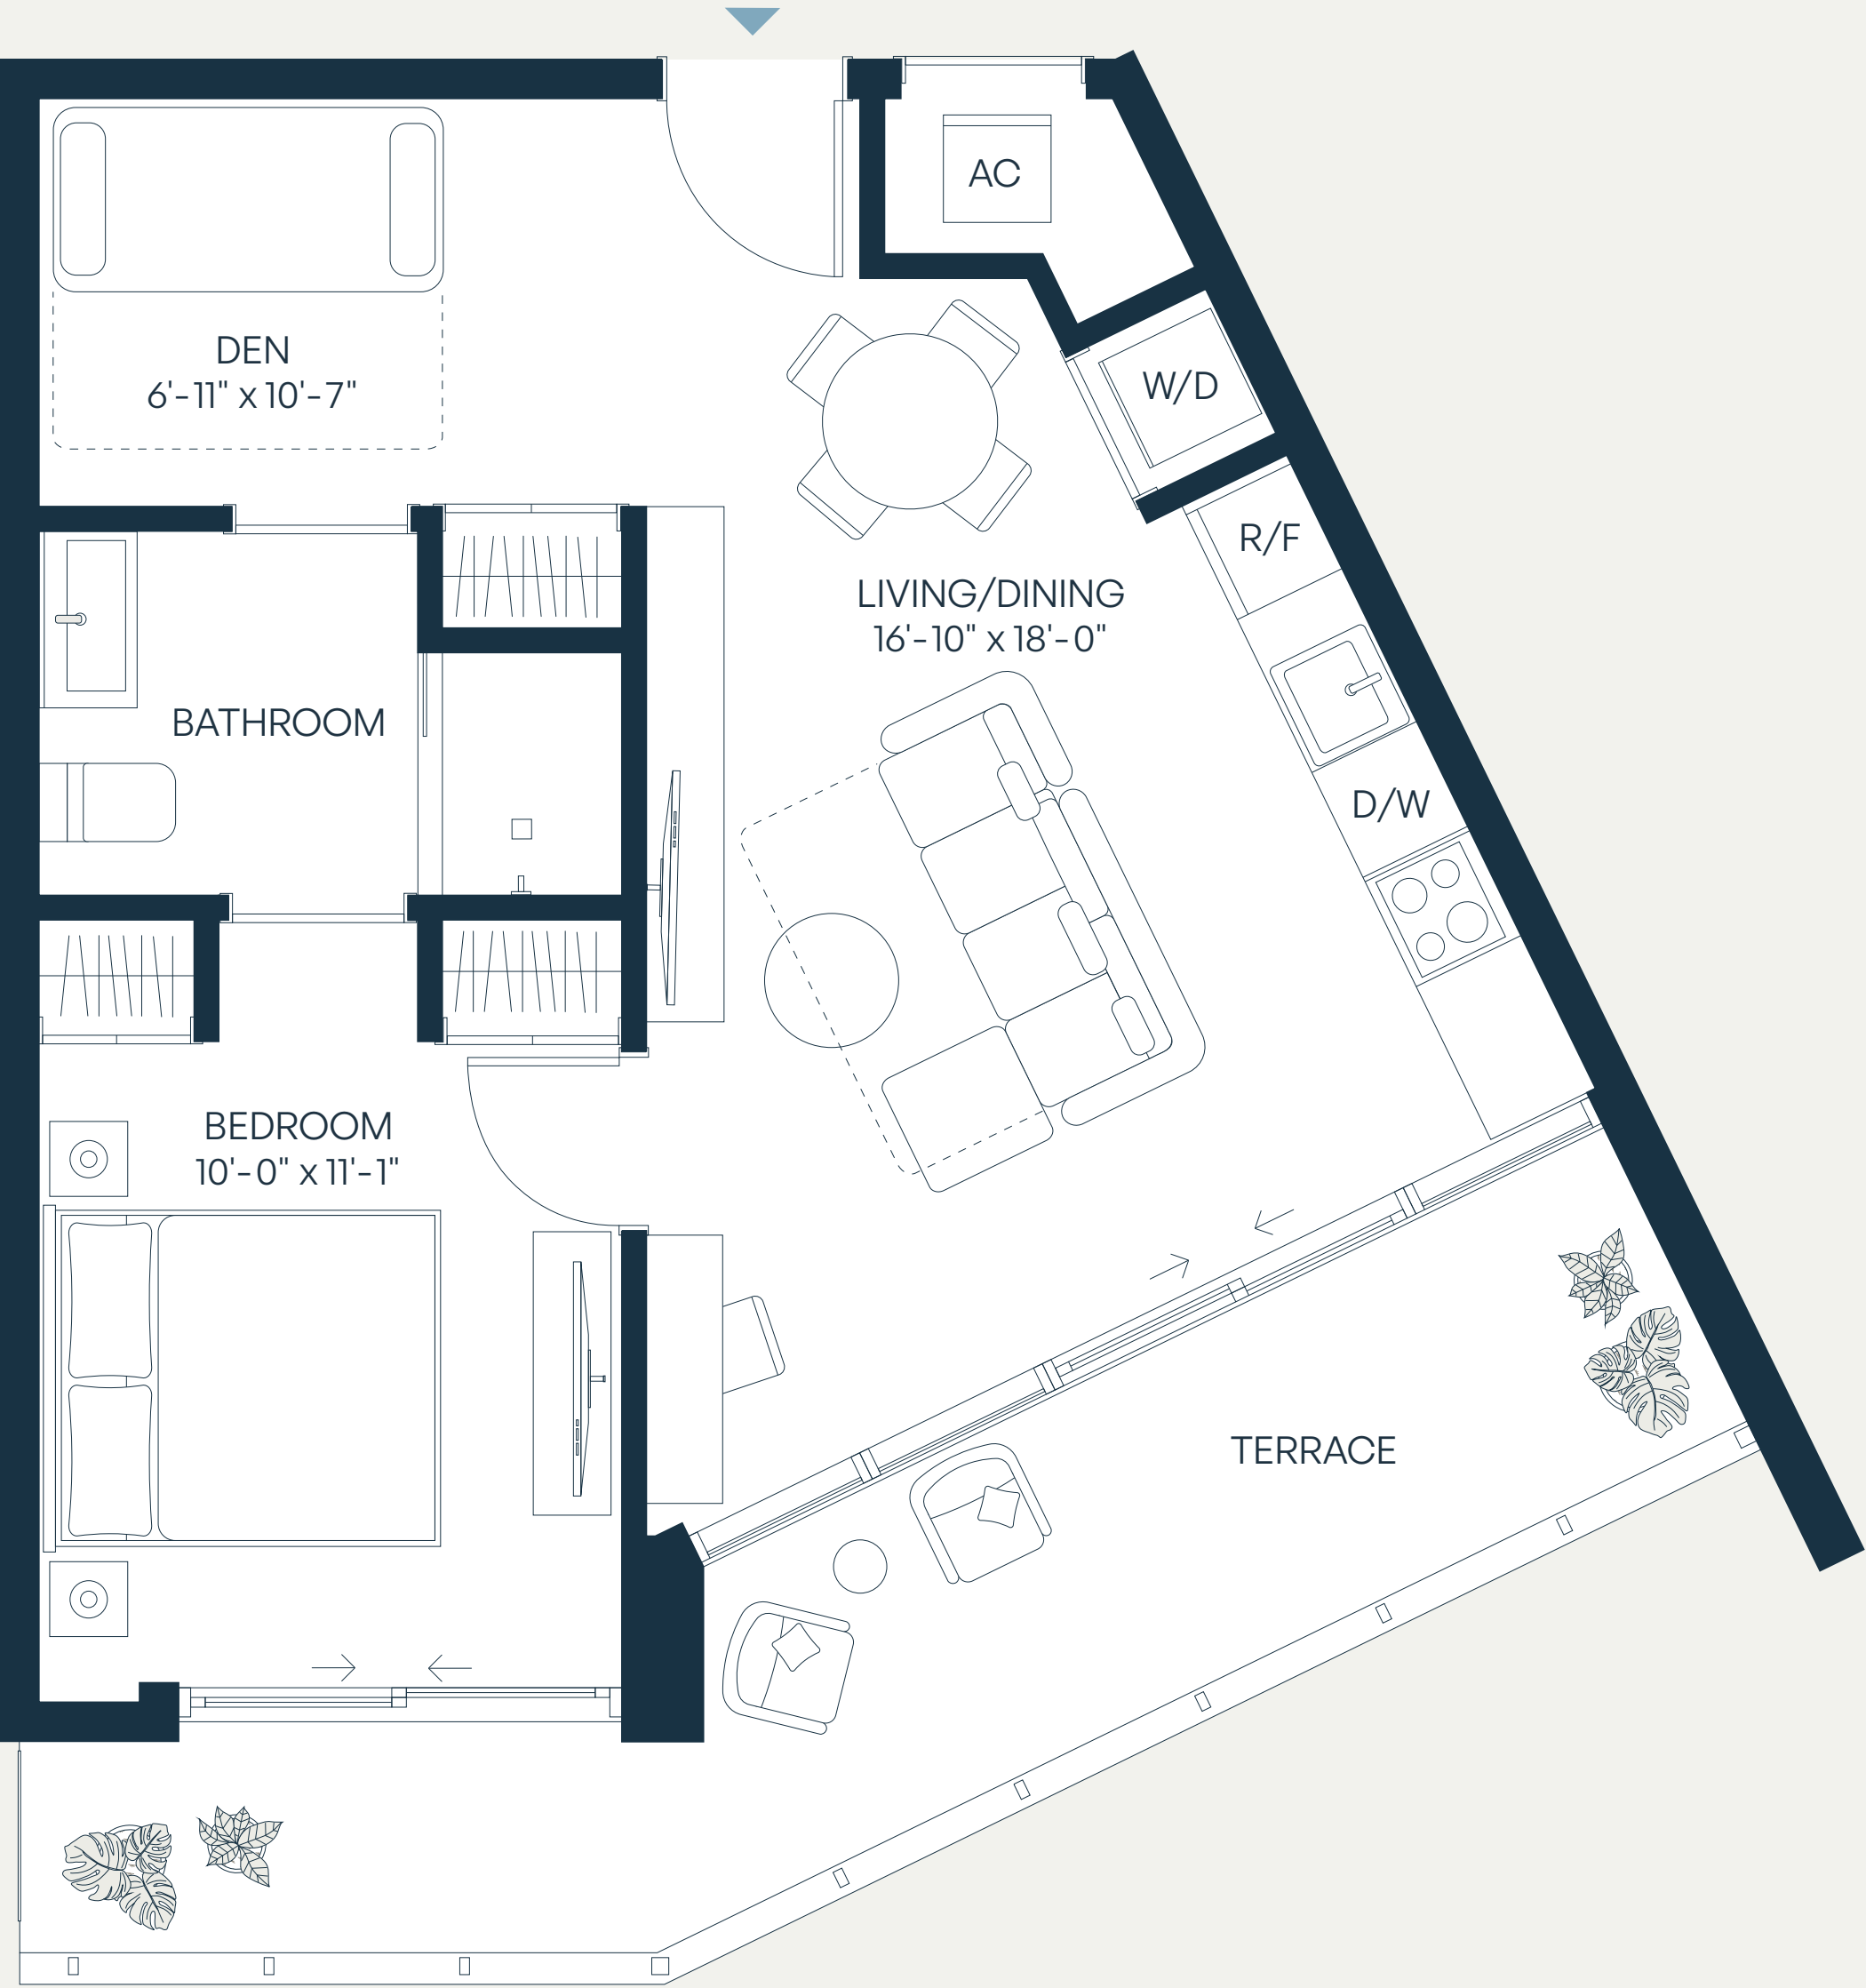 AC
DEN
6'-11" x 10'-7"
W/D
R/F
LIVING/DINING
16'-10" x 18'-0"
BATHROOM
D/W
BEDROOM
10'-0" x 11'-1"
TERRACE